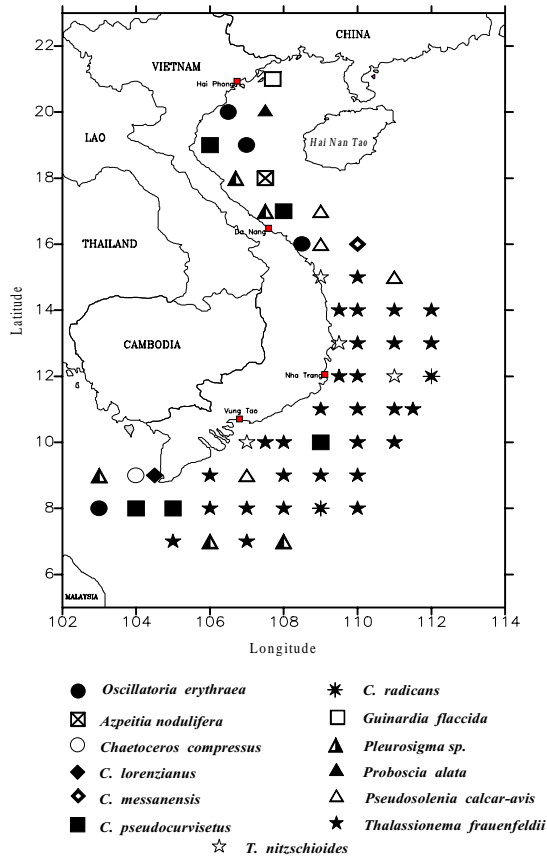 22
20
18
16
14
12
10
8
6
Latitude
CHINA
VIETNAM
Hai Phong
LAO
Hai Nan Tao
Da Nang
THAILAND
CAMBODIA
Nha Trang
Vung Tao
MALAYSIA
102 104 106 108 110 112 114
Longitude
Oscillatoria erythraea
Azpeitia nodulifera
Chaetoceros compressus
C. lorenzianus
C. messanensis
C. pseudocurvisetus
C. radicans
Guinardia flaccida
Pleurosigma sp.
Proboscia alata
Pseudosolenia calcar-avis
Thalassionema frauenfeldii
T. nitzschioides